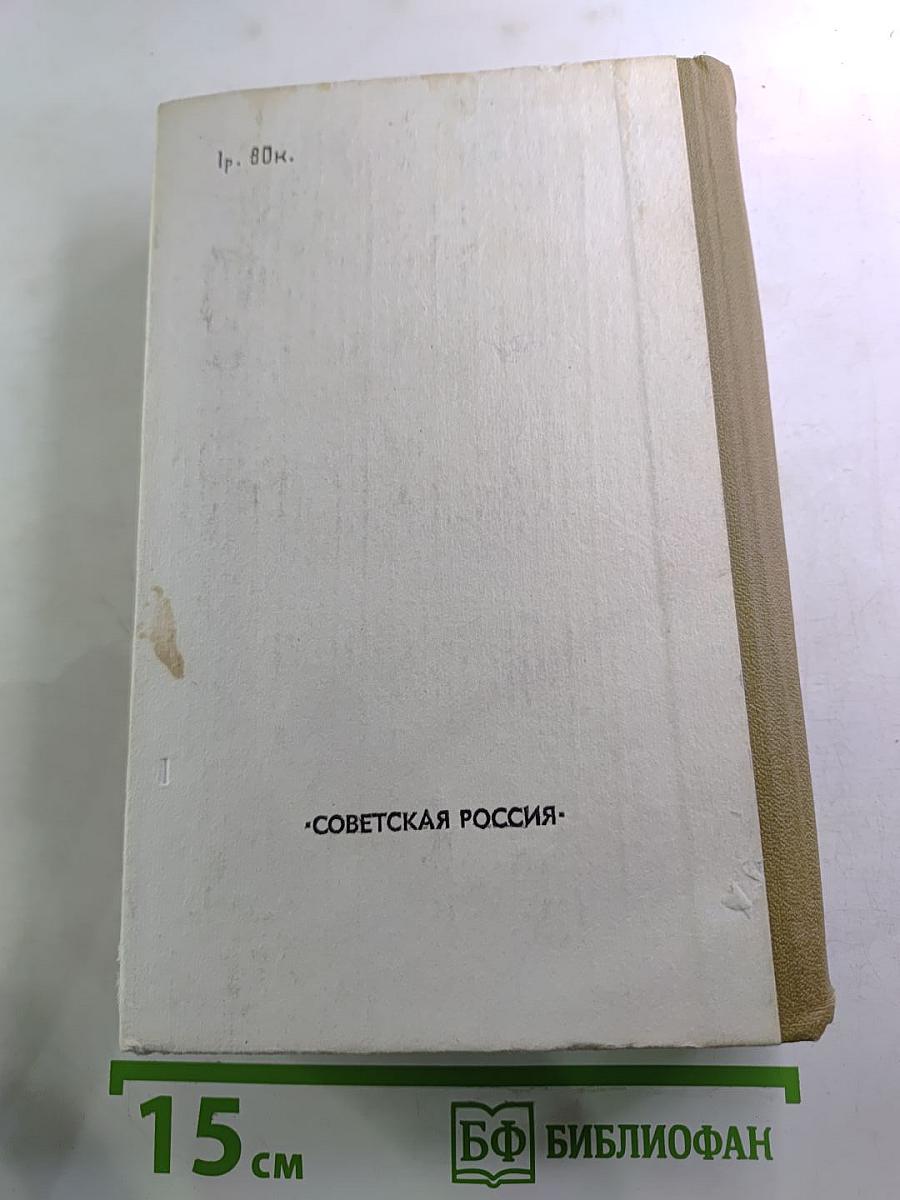 1р. 80к.
·СОВЕТСКАЯ РОССИЯ·
15 см
БФ БИБЛИОФАН